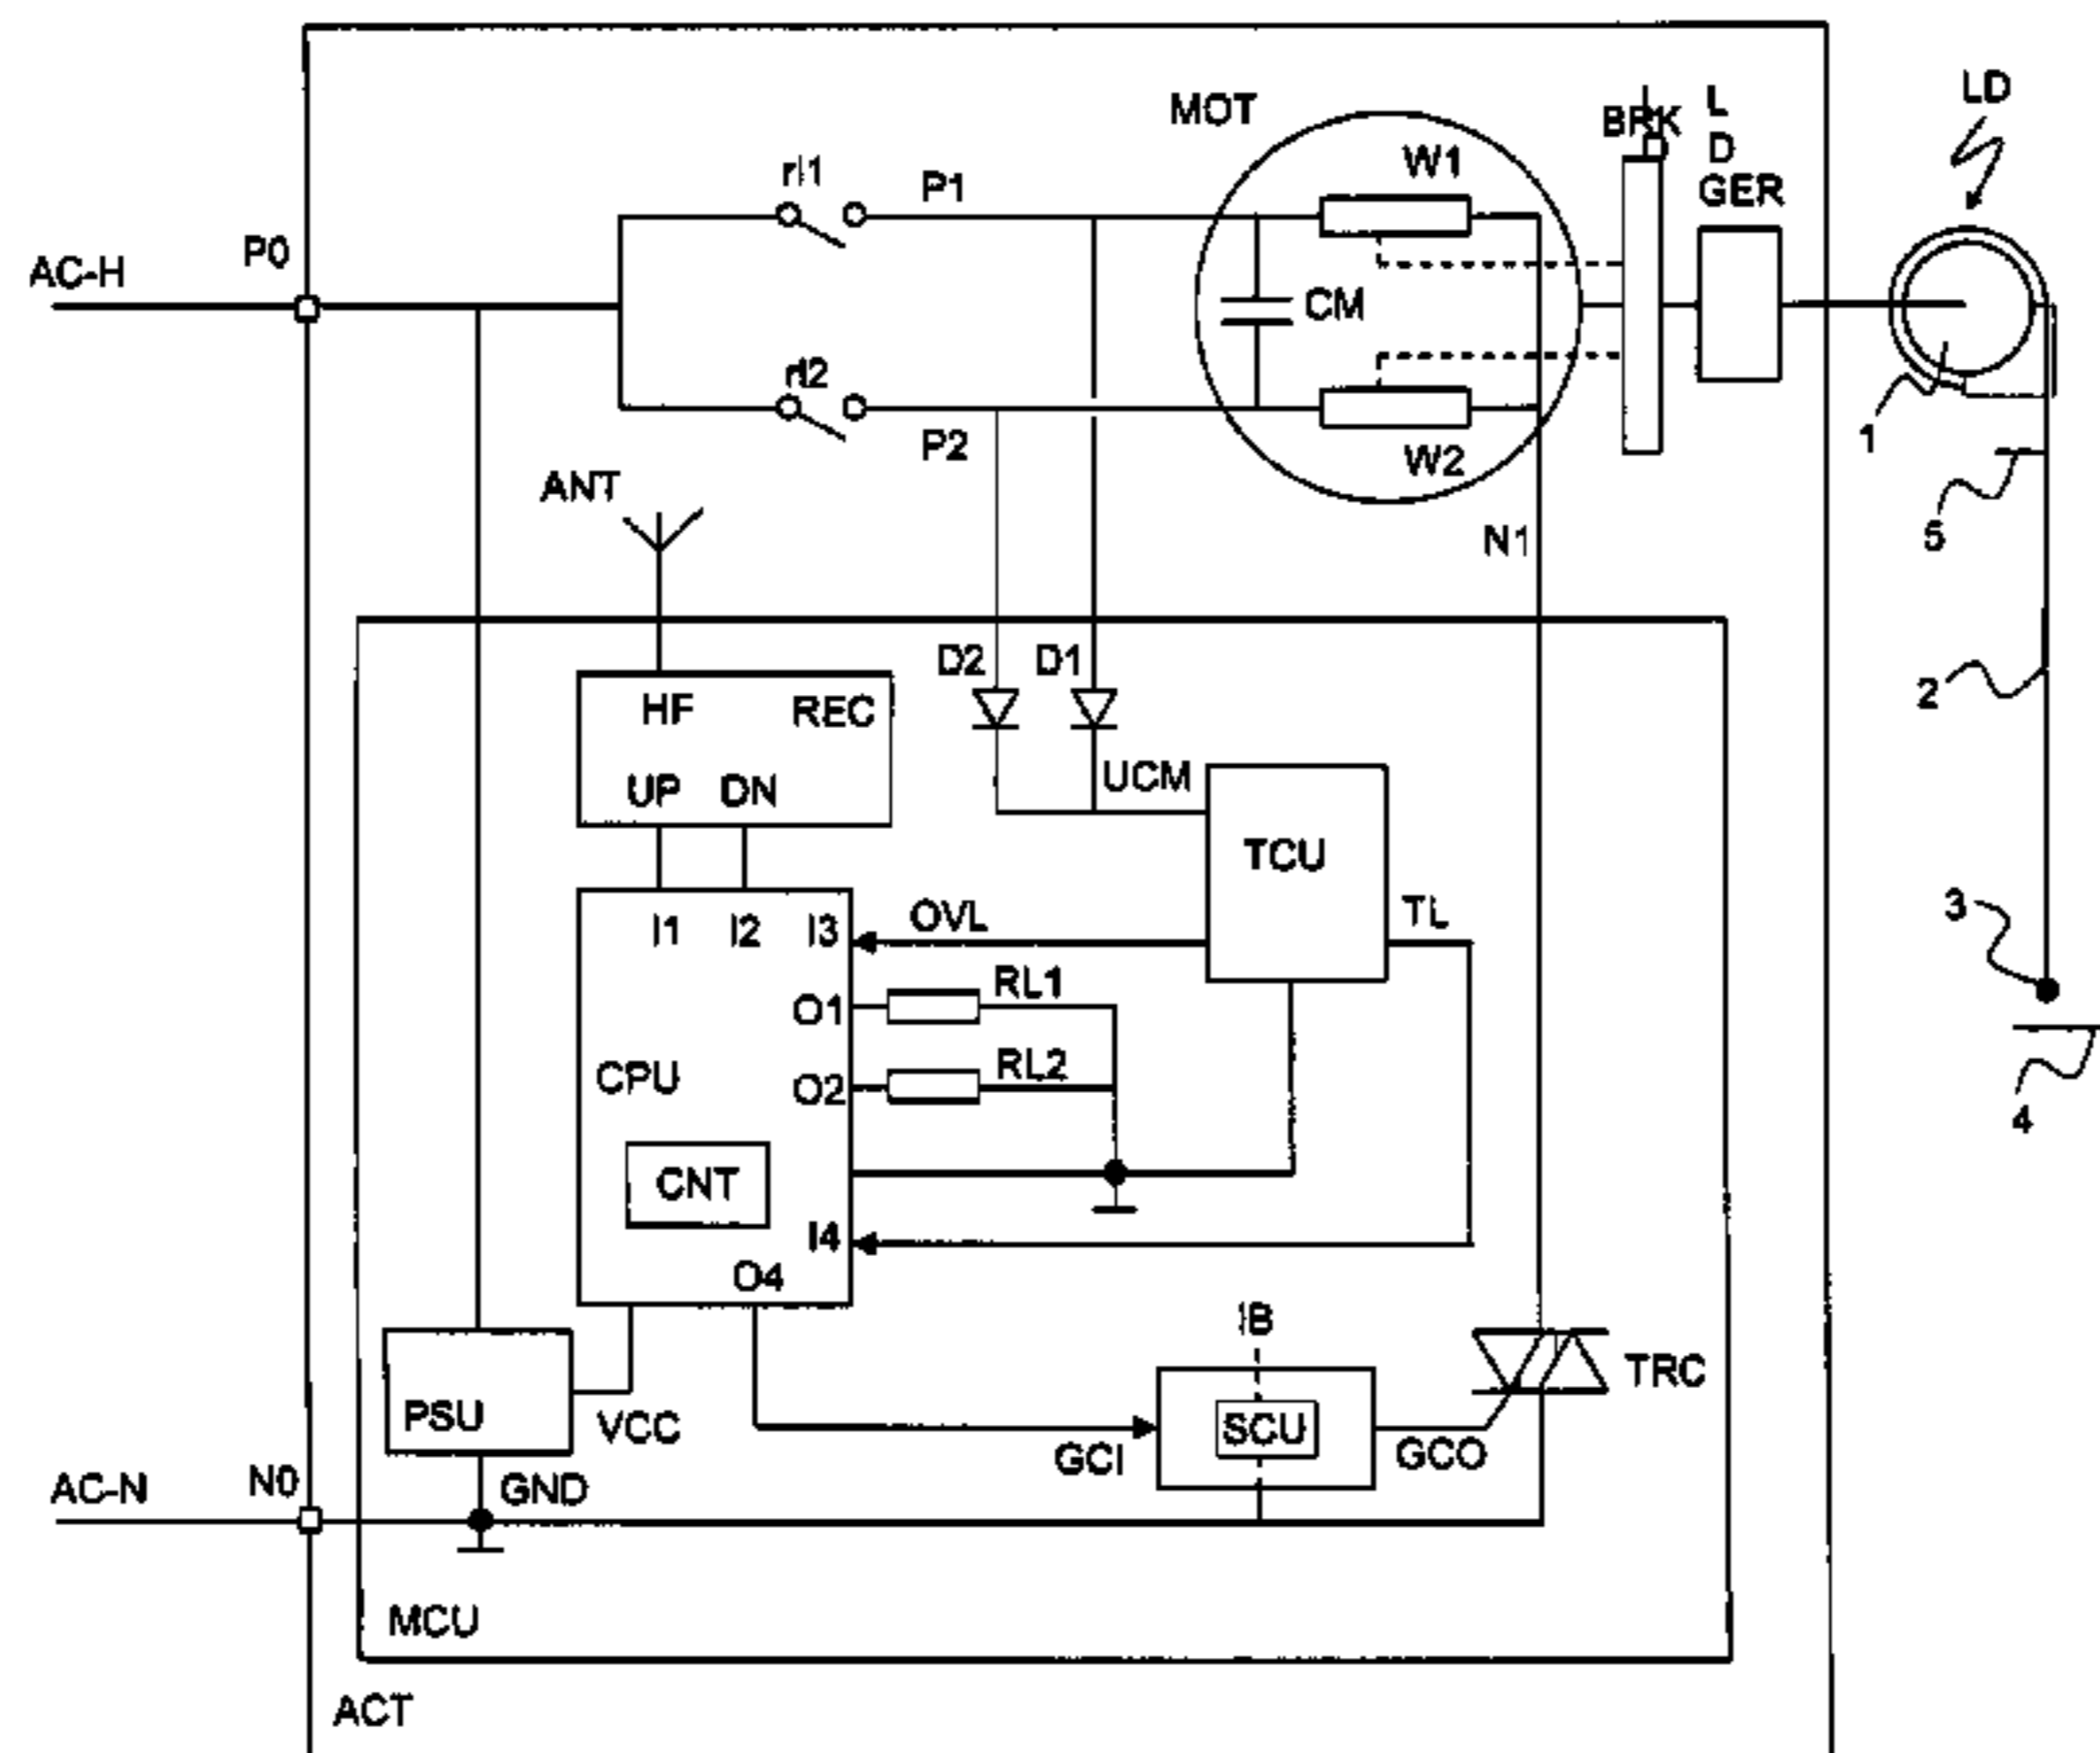 LD
MOT
BRK
L
D
D
GER
W1
rl1
P1
P0
AC-H
CM
rl2
P2
W2
1
5
ANT
N1
D2
D1
HF
REC
2
UP
DN
UCM
TCU
TL
3
I1
I2
I3
OVL
RL1
O1
CPU
O2
RL2
4
CNT
I4
O4
IB
TRC
PSU
VCC
SCU
GCI
GCO
AC-N
N0
GND
MCU
ACT